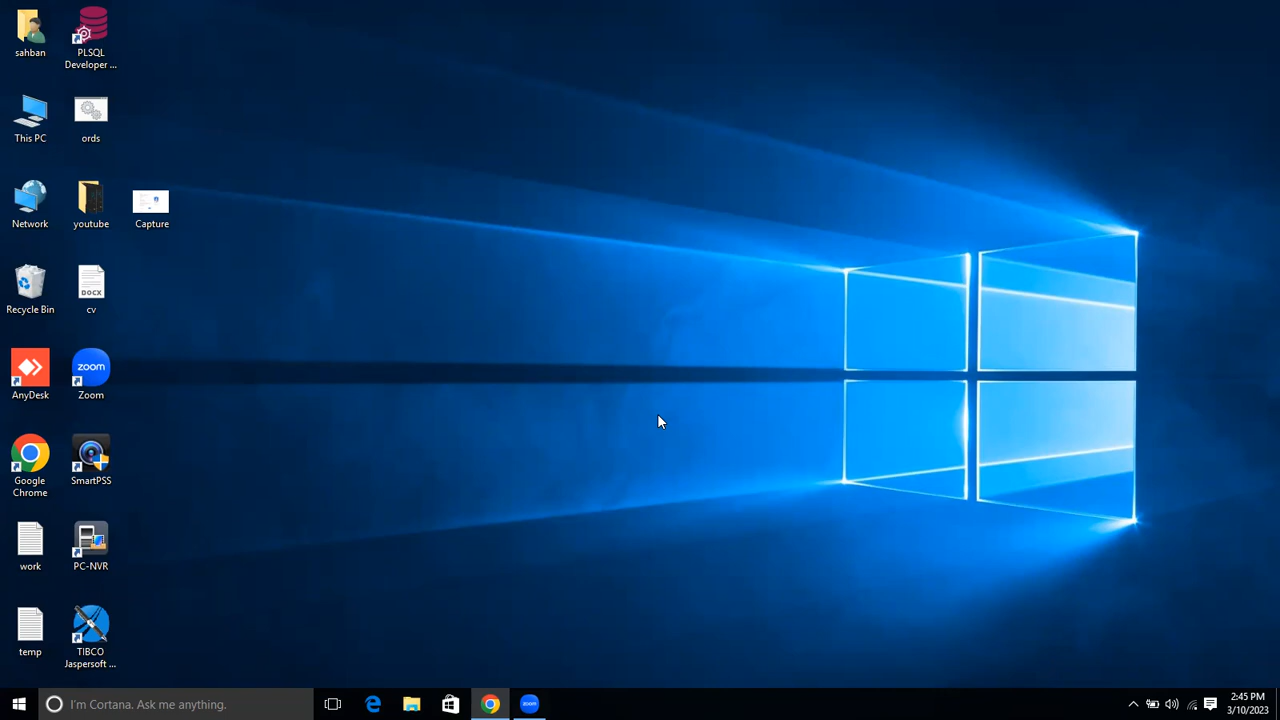 sahban
PLSQL
Developer ...
This PC
ords
Network
youtube
Capture
Recycle Bin
DOCX
cv
AnyDesk
zoom
Zoom
Google
Chrome
SmartPSS
work
PC-NVR
temp
TIBCO
Jaspersoft ...
I'm Cortana. Ask me anything.
zoom
2:45 PM
3/10/2023